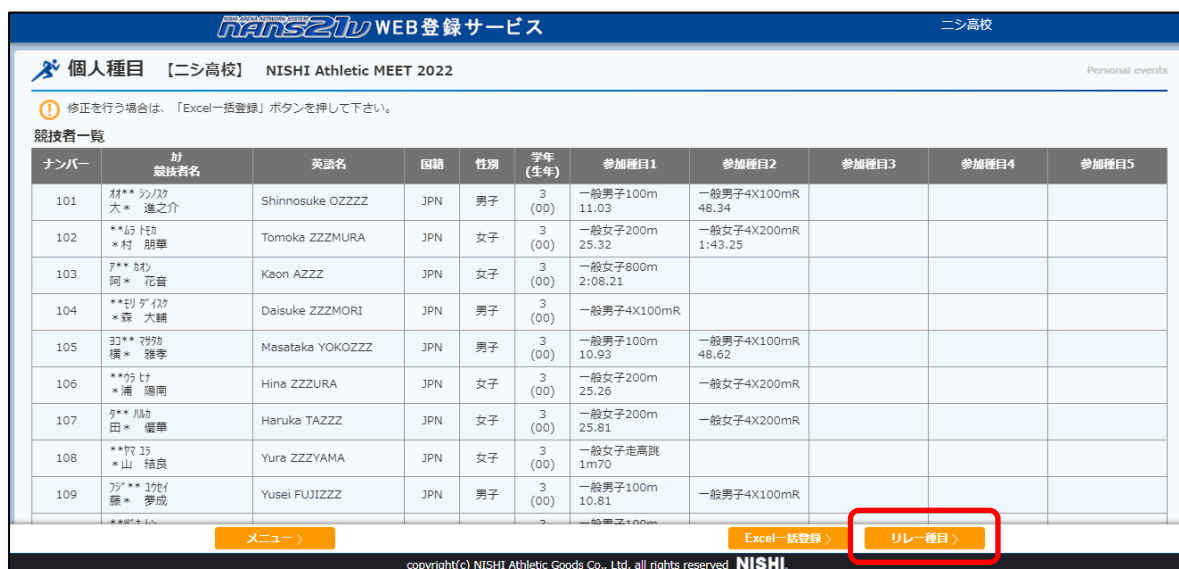 NISHI ARENA NETWORK SYSTEM
NANS21V WEB登録サービス
ニシ高校
個人種目 【ニシ高校】 NISHI Athletic MEET 2022
Personal events
修正を行う場合は、「Excel一括登録」ボタンを押して下さい。
競技者一覧
ナンバー ｶﾅ 競技者名 英語名 国籍 性別 学年 (生年) 参加種目1 参加種目2 参加種目3 参加種目4 参加種目5
101 ｵｵ** ｼﾝﾉｽｹ 大* 進之介 Shinnosuke OZZZZ JPN 男子 3 (00) 一般男子100m 11.03 一般男子4X100mR 48.34
102 **ﾑﾗ ﾄﾓｶ *村 朋華 Tomoka ZZZMURA JPN 女子 3 (00) 一般女子200m 25.32 一般女子4X200mR 1:43.25
103 ｱ** ｶｵﾝ 阿* 花音 Kaon AZZZ JPN 女子 3 (00) 一般女子800m 2:08.21
104 **ﾓﾘ ﾀﾞｲｽｹ *森 大輔 Daisuke ZZZMORI JPN 男子 3 (00) 一般男子4X100mR
105 ﾖｺ** ﾏｻﾀｶ 横* 雅孝 Masataka YOKOZZZ JPN 男子 3 (00) 一般男子100m 10.93 一般男子4X100mR 48.62
106 **ｳﾗ ﾋﾅ *浦 陽南 Hina ZZZURA JPN 女子 3 (00) 一般女子200m 25.26 一般女子4X200mR
107 ﾀ** ﾊﾙｶ 田* 優華 Haruka TAZZZ JPN 女子 3 (00) 一般女子200m 25.81 一般女子4X200mR
108 **ﾔﾏ ﾕﾗ *山 結良 Yura ZZZYAMA JPN 女子 3 (00) 一般女子走高跳 1m70
109 ﾌｼﾞ** ﾕｳｾｲ 藤* 夢成 Yusei FUJIZZZ JPN 男子 3 (00) 一般男子100m 10.81 一般男子4X100mR
メニュー 〉 Excel一括登録 〉 リレー種目 〉
copyright(c) NISHI Athletic Goods Co., Ltd. all rights reserved NISHI.